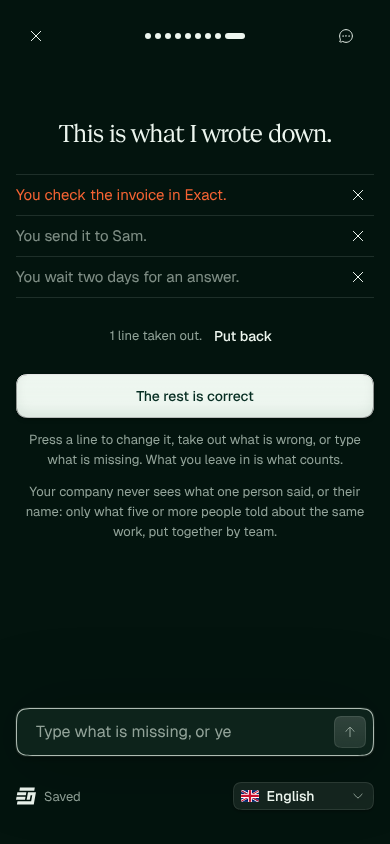 This is what I wrote down.
You check the invoice in Exact.
You send it to Sam.
You wait two days for an answer.
1 line taken out. Put back
The rest is correct
Press a line to change it, take out what is wrong, or type
what is missing. What you leave in is what counts.
Your company never sees what one person said, or their
name: only what five or more people told about the same
work, put together by team.
Type what is missing, or ye
Saved
English